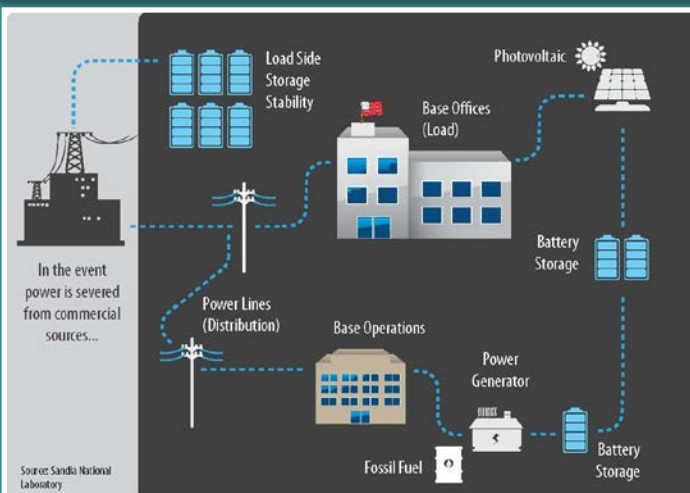 Load Side
Storage
Stability
Photovoltaic
Base Offices
(Load)
In the event
power is severed
from commercial
sources...
Battery
Storage
Power Lines
(Distribution)
Base Operations
Power
Generator
Fossil Fuel
Battery
Storage
Source: Sandia National
Laboratory